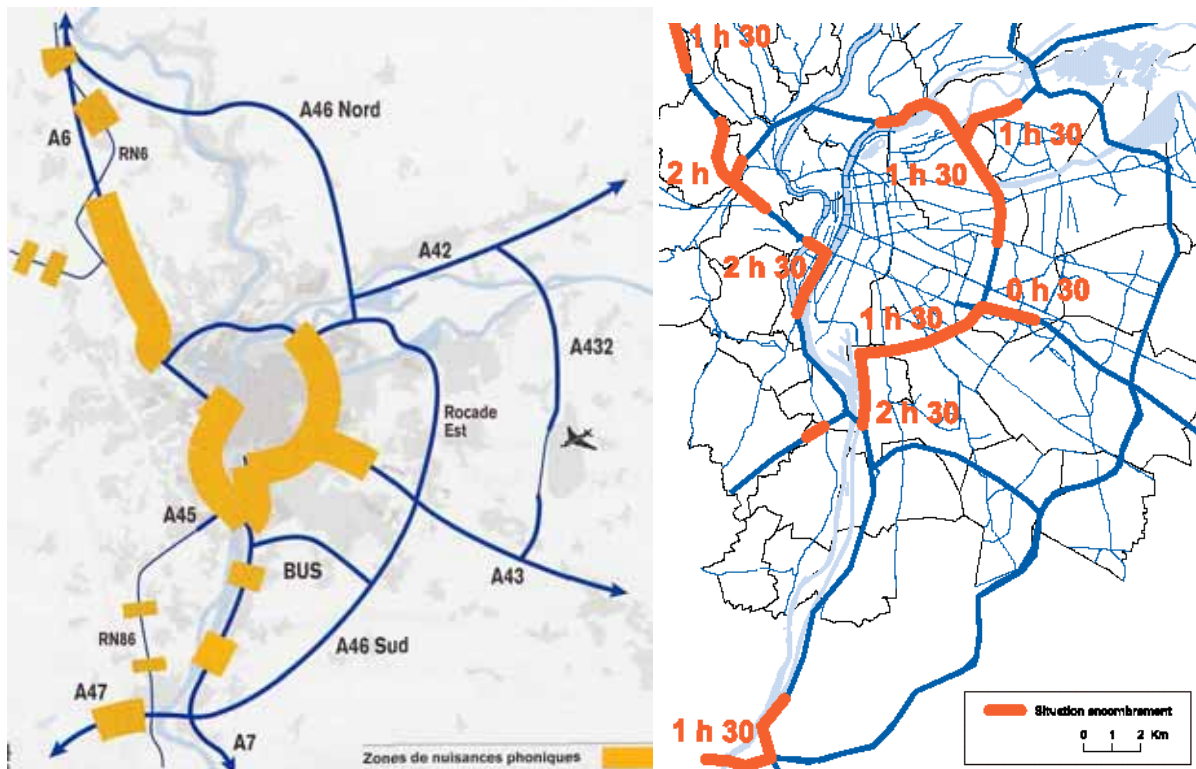 A46 Nord
A6
RN6
A42
A432
Rocade
Est
A45
BUS
A43
RN86
A46 Sud
A47
A7
Zones de nuisances phoniques
1 h 30
1 h 30
2 h
1 h 30
2 h 30
0 h 30
1 h 30
2 h 30
1 h 30
Situation encombrement
0 1 2 Km